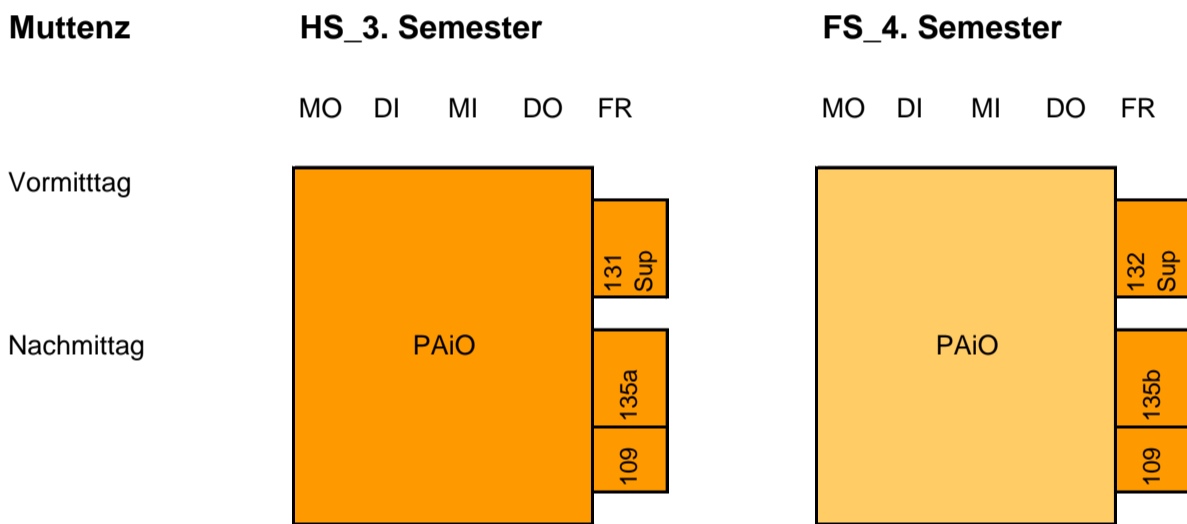 Muttenz HS_3. Semester FS_4. Semester
MO DI MI DO FR MO DI MI DO FR
Vormitttag
131 Sup
132 Sup
Nachmittag PAiO PAiO
135a
135b
109
109